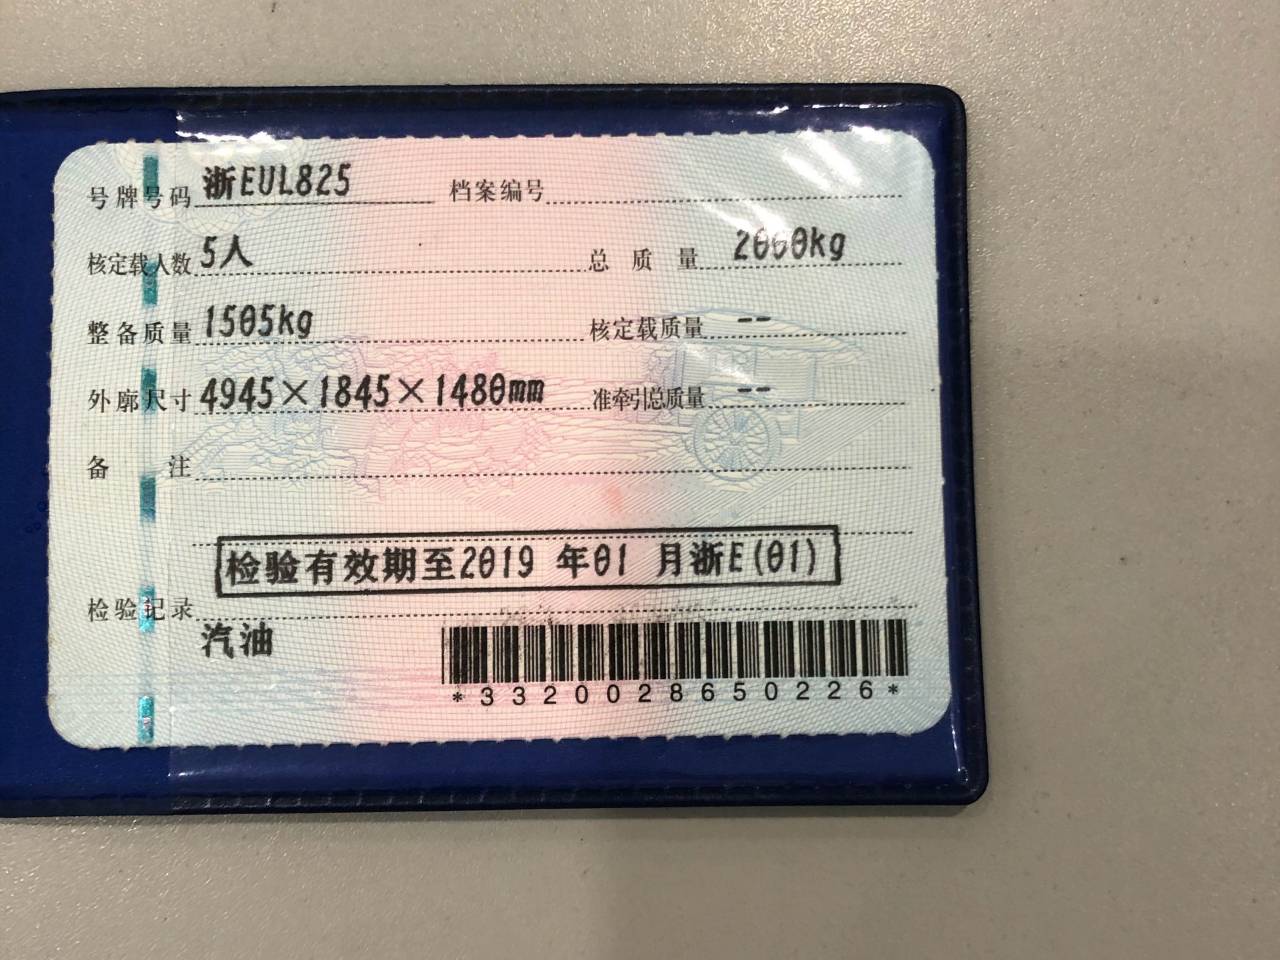 号牌号码 浙EUL825 档案编号
核定载人数 5人 总质量 2000kg
整备质量 1505kg 核定载质量 --
外廓尺寸 4945×1845×1480mm 准牵引总质量 --
备注
检验有效期至2019 年01 月浙E(01)
检验记录
汽油
*3320028650226*